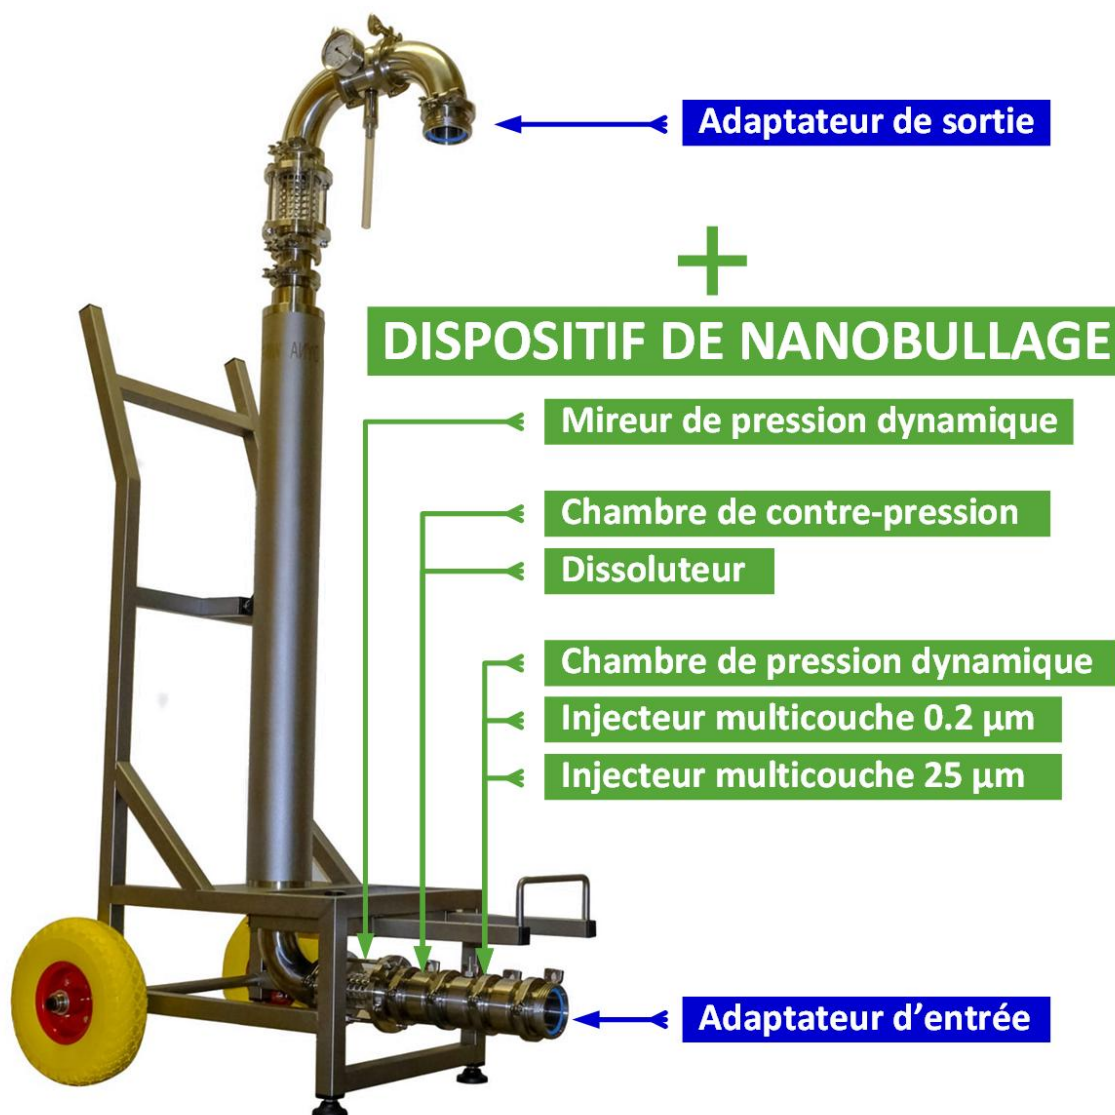 Adaptateur de sortie
+
DISPOSITIF DE NANOBULLAGE
Mireur de pression dynamique
Chambre de contre-pression
Dissoluteur
Chambre de pression dynamique
Injecteur multicouche 0.2 µm
Injecteur multicouche 25 µm
Adaptateur d’entrée